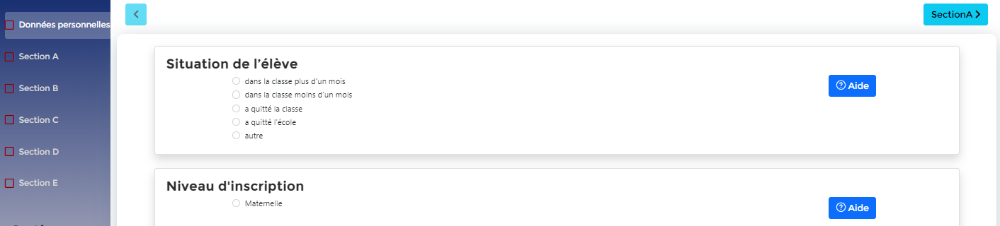 Données personnelles
Section A
Section B
Section C
Section D
Section E
SectionA
Situation de l’élève
dans la classe plus d'un mois
dans la classe moins d'un mois
a quitté la classe
a quitté l'école
autre
Aide
Niveau d'inscription
Maternelle
Aide